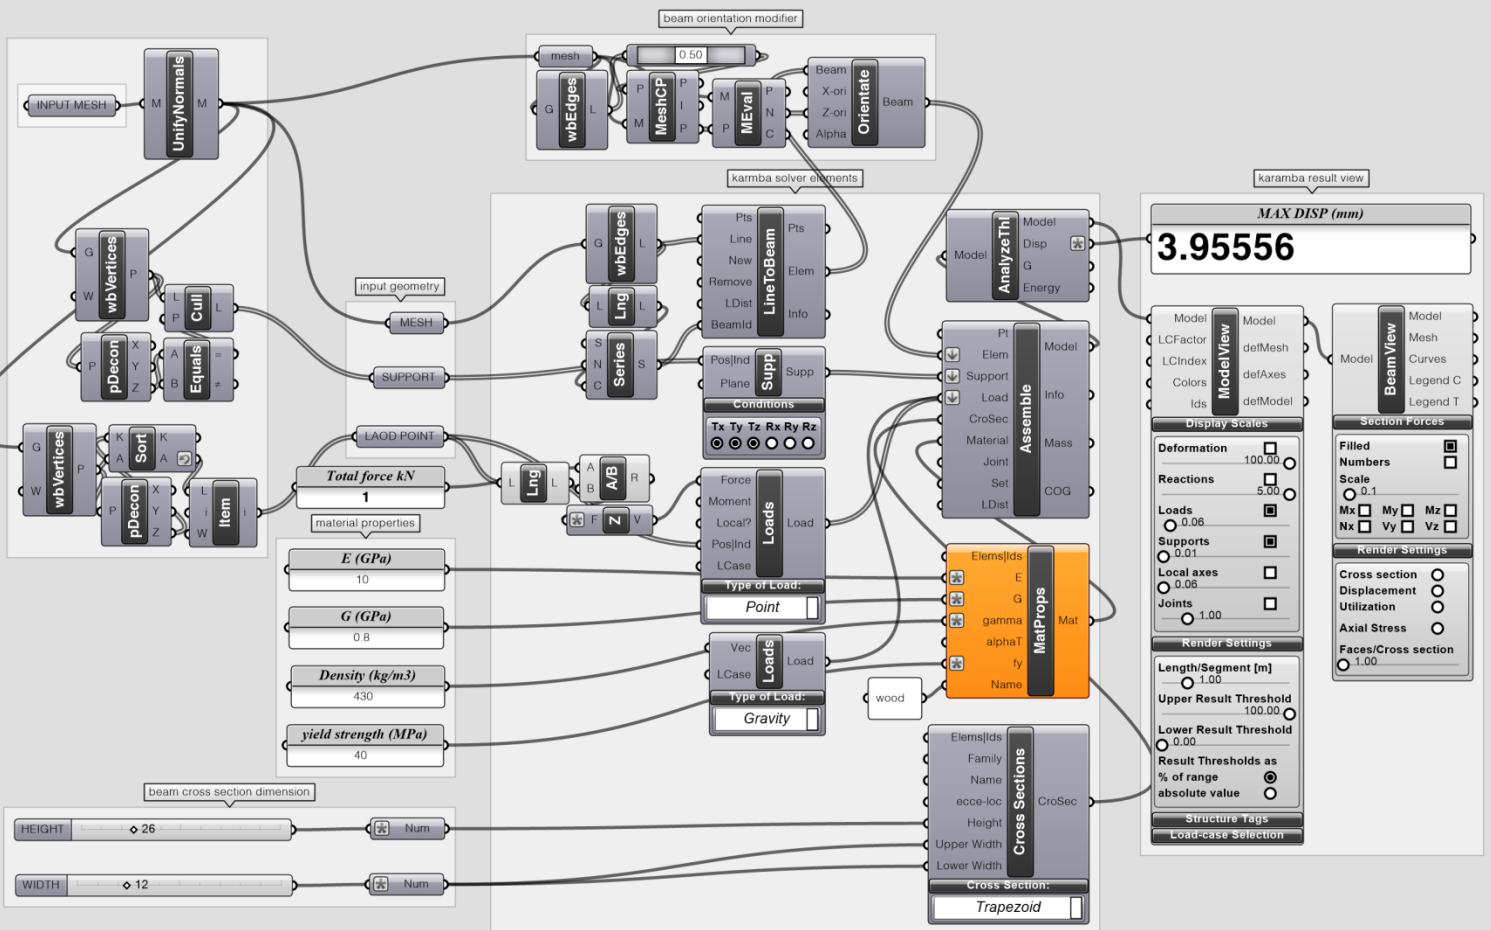 beam orientation modifier
INPUT MESH
M
UnifyNormals
M
mesh
0.50
G
wbEdges
L
P
M
MeshCP
P
I
P
M
P
MEval
P
N
C
Beam
X-ori
Z-ori
Alpha
Orientate
Beam
G
W
wbVertices
P
L
P
Cull
L
P
pDecon
X
Y
Z
A
B
Equals
=
≠
G
W
wbVertices
P
K
A
Sort
K
A
P
pDecon
X
Y
Z
L
i
W
Item
i
input geometry
MESH
SUPPORT
LAOD POINT
Total force kN
1
material properties
E (GPa)
10
G (GPa)
0.8
Density (kg/m3)
430
yield strength (MPa)
40
beam cross section dimension
HEIGHT
26
Num
WIDTH
12
Num
karmba solver elements
G
wbEdges
L
L
Lng
L
S
N
C
Series
S
Pts
Line
New
Remove
LDist
BeamId
LineToBeam
Pts
Elem
Info
Pos|Ind
Plane
Supp
Supp
Conditions
Tx Ty Tz Rx Ry Rz
L
Lng
L
A
B
A/B
R
F
Z
V
Force
Moment
Local?
Pos|Ind
LCase
Loads
Load
Type of Load:
Point
Vec
LCase
Loads
Load
Type of Load:
Gravity
Model
AnalyzeThI
Model
Disp
G
Energy
Pt
Elem
Support
Load
CroSec
Material
Joint
Set
LDist
Assemble
Model
Info
Mass
COG
Elems|Ids
E
G
gamma
alphaT
fy
Name
MatProps
Mat
wood
Elems|Ids
Family
Name
ecce-loc
Height
Upper Width
Lower Width
Cross Sections
CroSec
Cross Section:
Trapezoid
karamba result view
MAX DISP (mm)
3.95556
Model
LCFactor
LCIndex
Colors
Ids
ModelView
Model
defMesh
defAxes
defModel
Display Scales
Deformation
100.00
Reactions
5.00
Loads
0.06
Supports
0.01
Local axes
0.06
Joints
1.00
Render Settings
Length/Segment [m]
1.00
Upper Result Threshold
100.00
Lower Result Threshold
0.00
Result Thresholds as
% of range
absolute value
Structure Tags
Load-case Selection
Model
BeamView
Model
Mesh
Curves
Legend C
Legend T
Section Forces
Filled
Numbers
Scale
0.1
Mx My Mz
Nx Vy Vz
Render Settings
Cross section
Displacement
Utilization
Axial Stress
Faces/Cross section
1.00